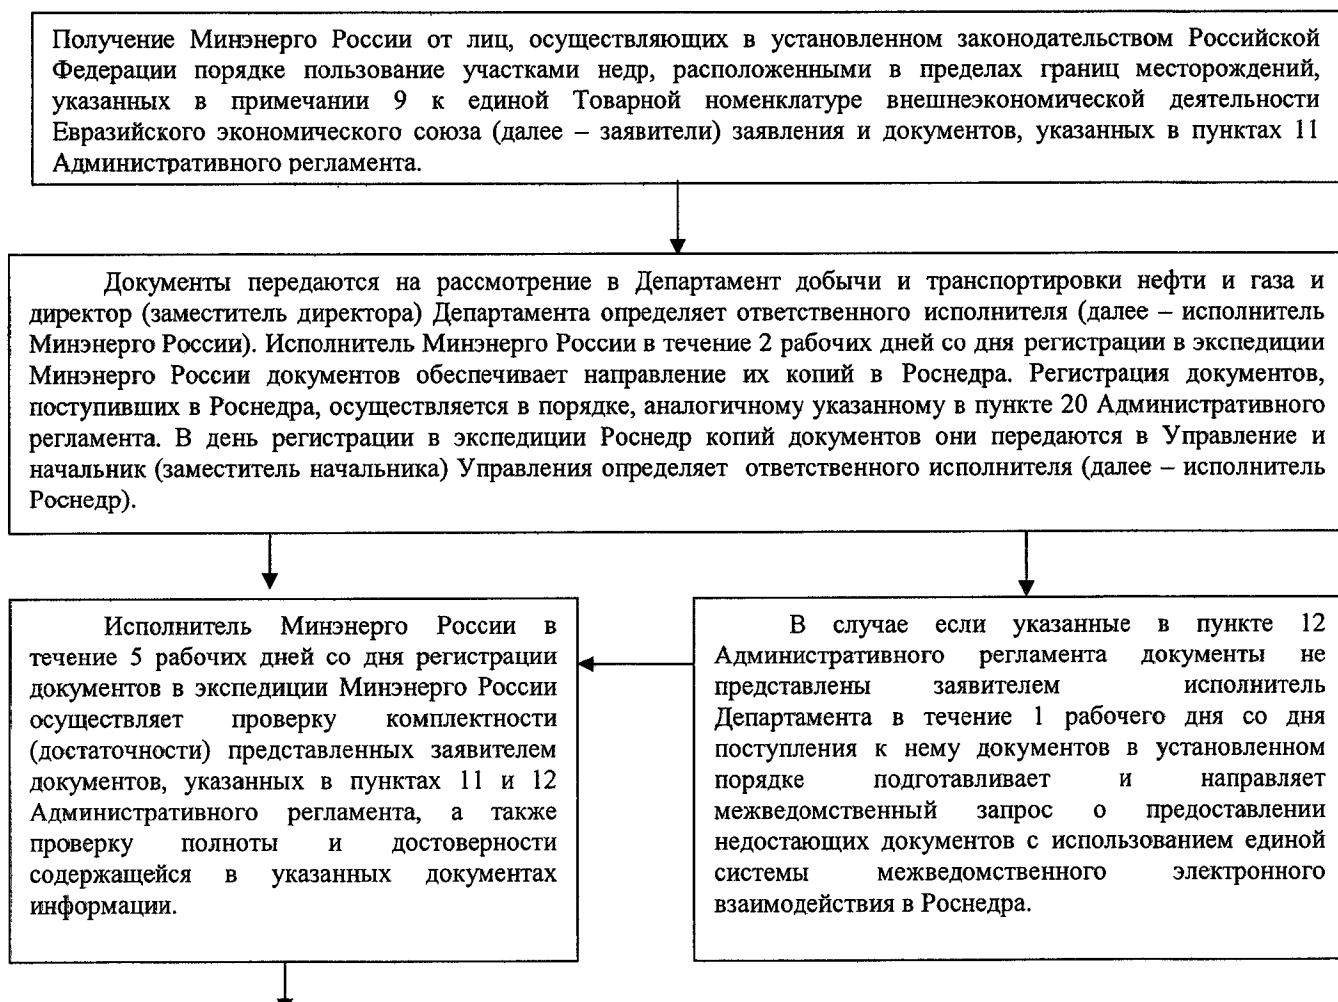 Получение Минэнерго России от лиц, осуществляющих в установленном законодательством Российской
Федерации порядке пользование участками недр, расположенными в пределах границ месторождений,
указанных в примечании 9 к единой Товарной номенклатуре внешнеэкономической деятельности
Евразийского экономического союза (далее – заявители) заявления и документов, указанных в пунктах 11
Административного регламента.
Документы передаются на рассмотрение в Департамент добычи и транспортировки нефти и газа и
директор (заместитель директора) Департамента определяет ответственного исполнителя (далее – исполнитель
Минэнерго России). Исполнитель Минэнерго России в течение 2 рабочих дней со дня регистрации в экспедиции
Минэнерго России документов обеспечивает направление их копий в Роснедра. Регистрация документов,
поступивших в Роснедра, осуществляется в порядке, аналогичному указанному в пункте 20 Административного
регламента. В день регистрации в экспедиции Роснедр копий документов они передаются в Управление и
начальник (заместитель начальника) Управления определяет ответственного исполнителя (далее – исполнитель
Роснедр).
Исполнитель Минэнерго России в
течение 5 рабочих дней со дня регистрации
документов в экспедиции Минэнерго России
осуществляет проверку комплектности
(достаточности) представленных заявителем
документов, указанных в пунктах 11 и 12
Административного регламента, а также
проверку полноты и достоверности
содержащейся в указанных документах
информации.
В случае если указанные в пункте 12
Административного регламента документы не
представлены заявителем исполнитель
Департамента в течение 1 рабочего дня со дня
поступления к нему документов в установленном
порядке подготавливает и направляет
межведомственный запрос о предоставлении
недостающих документов с использованием единой
системы межведомственного электронного
взаимодействия в Роснедра.